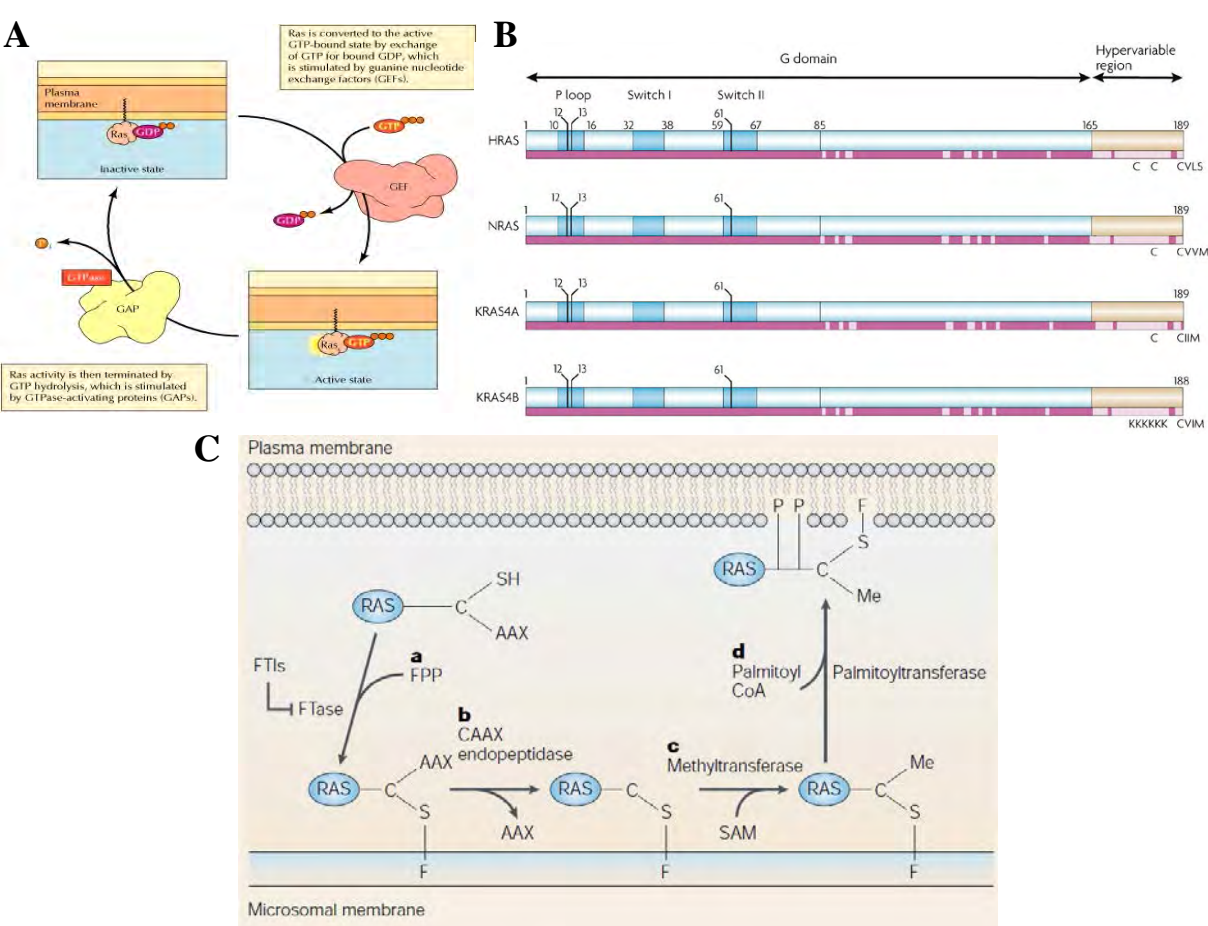 A
Ras is converted to the active
GTP-bound state by exchange
of GTP for bound GDP, which
is stimulated by guanine nucleotide
exchange factors (GEFs).
Plasma
membrane
Ras
GDP
Inactive state
GTP
GEF
GDP
GTPase
GAP
Ras
GTP
Active state
Ras activity is then terminated by
GTP hydrolysis, which is stimulated
by GTPase-activating proteins (GAPs).
B
G domain
Hypervariable
region
P loop
Switch I
Switch II
12 13 61
1 10 16 32 38 59 67 85 165 189
HRAS
C C CVLS
12 13 61
1 189
NRAS
C CVVM
12 13 61
1 189
KRAS4A
C CIIM
12 13 61
1 188
KRAS4B
KKKKKK CVIM
C
Plasma membrane
P P F
S
RAS C
Me
SH
RAS C
AAX
a
FPP
FTIs
FTase
d
Palmitoyl
CoA
Palmitoyltransferase
b
CAAX
endopeptidase
c
Methyltransferase
AAX
RAS C
S
F
AAX
RAS C
S
F
SAM
Me
RAS C
S
F
Microsomal membrane